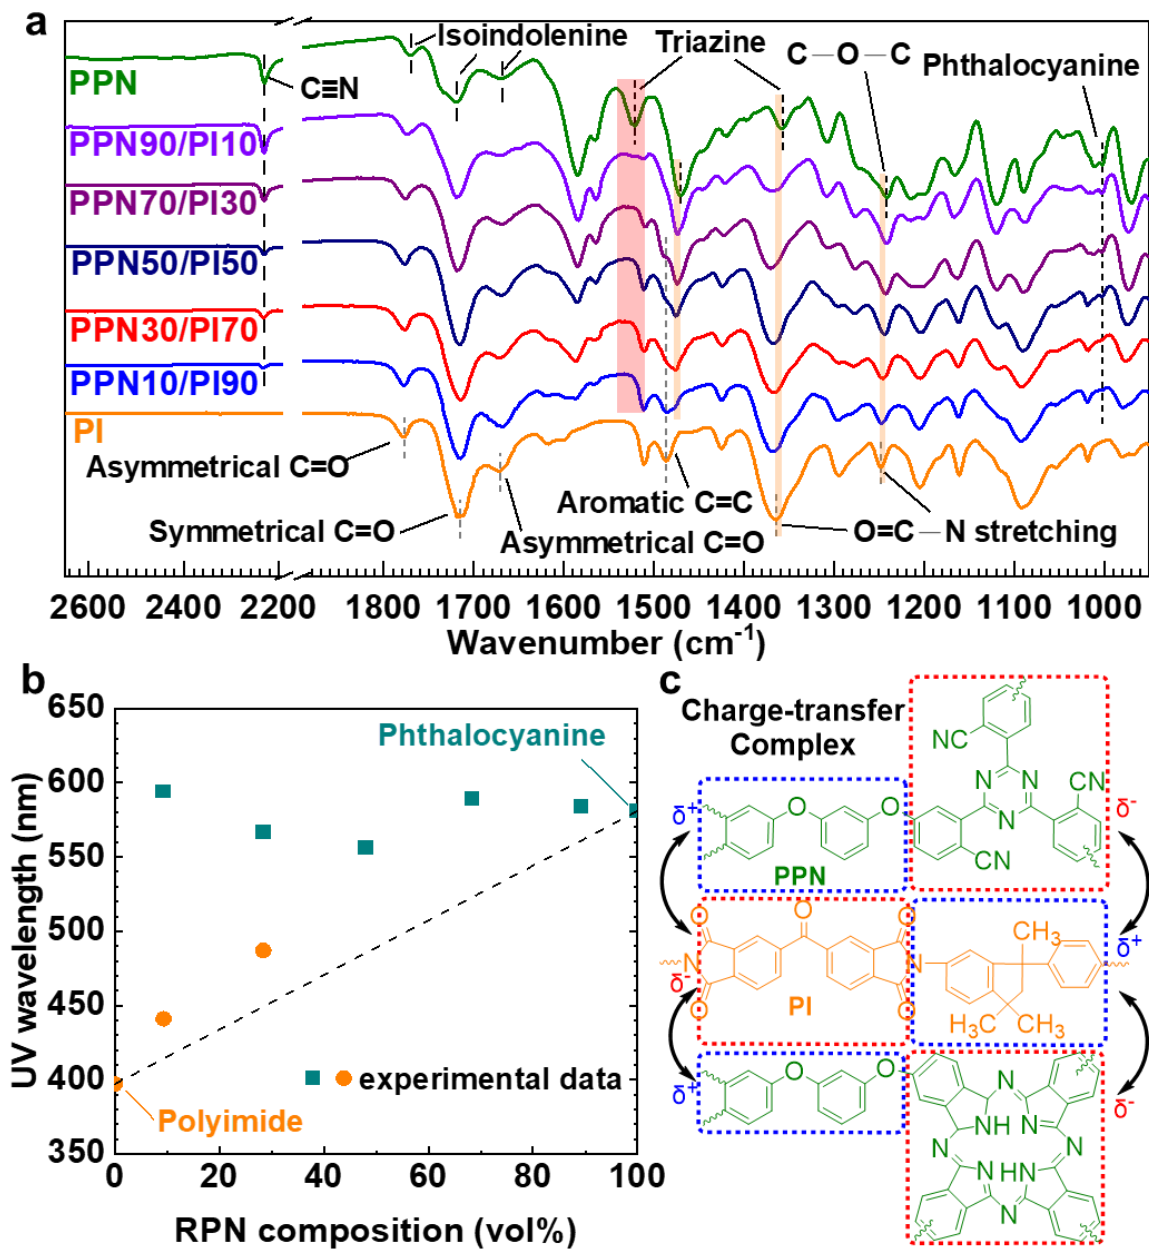 a
Isoindolenine
Triazine
C－O－C
Phthalocyanine
PPN
C≡N
PPN90/PI10
PPN70/PI30
PPN50/PI50
PPN30/PI70
PPN10/PI90
PI
Asymmetrical C=O
Symmetrical C=O
Aromatic C=C
Asymmetrical C=O
O=C－N stretching
2600 2400 2200 1800 1700 1600 1500 1400 1300 1200 1100 1000
Wavenumber (cm⁻¹)
b
650
600
550
500
450
400
350
UV wavelength (nm)
Phthalocyanine
experimental data
Polyimide
0 20 40 60 80 100
RPN composition (vol%)
c
Charge-transfer
Complex
NC
N N
CN
N
δ⁺
O O
δ⁻
CN
PPN
O O O
CH₃
δ⁺
N
N
δ⁻
PI
O O
H₃C CH₃
δ⁺
O O
N
δ⁻
NH N
N N
N HN
N